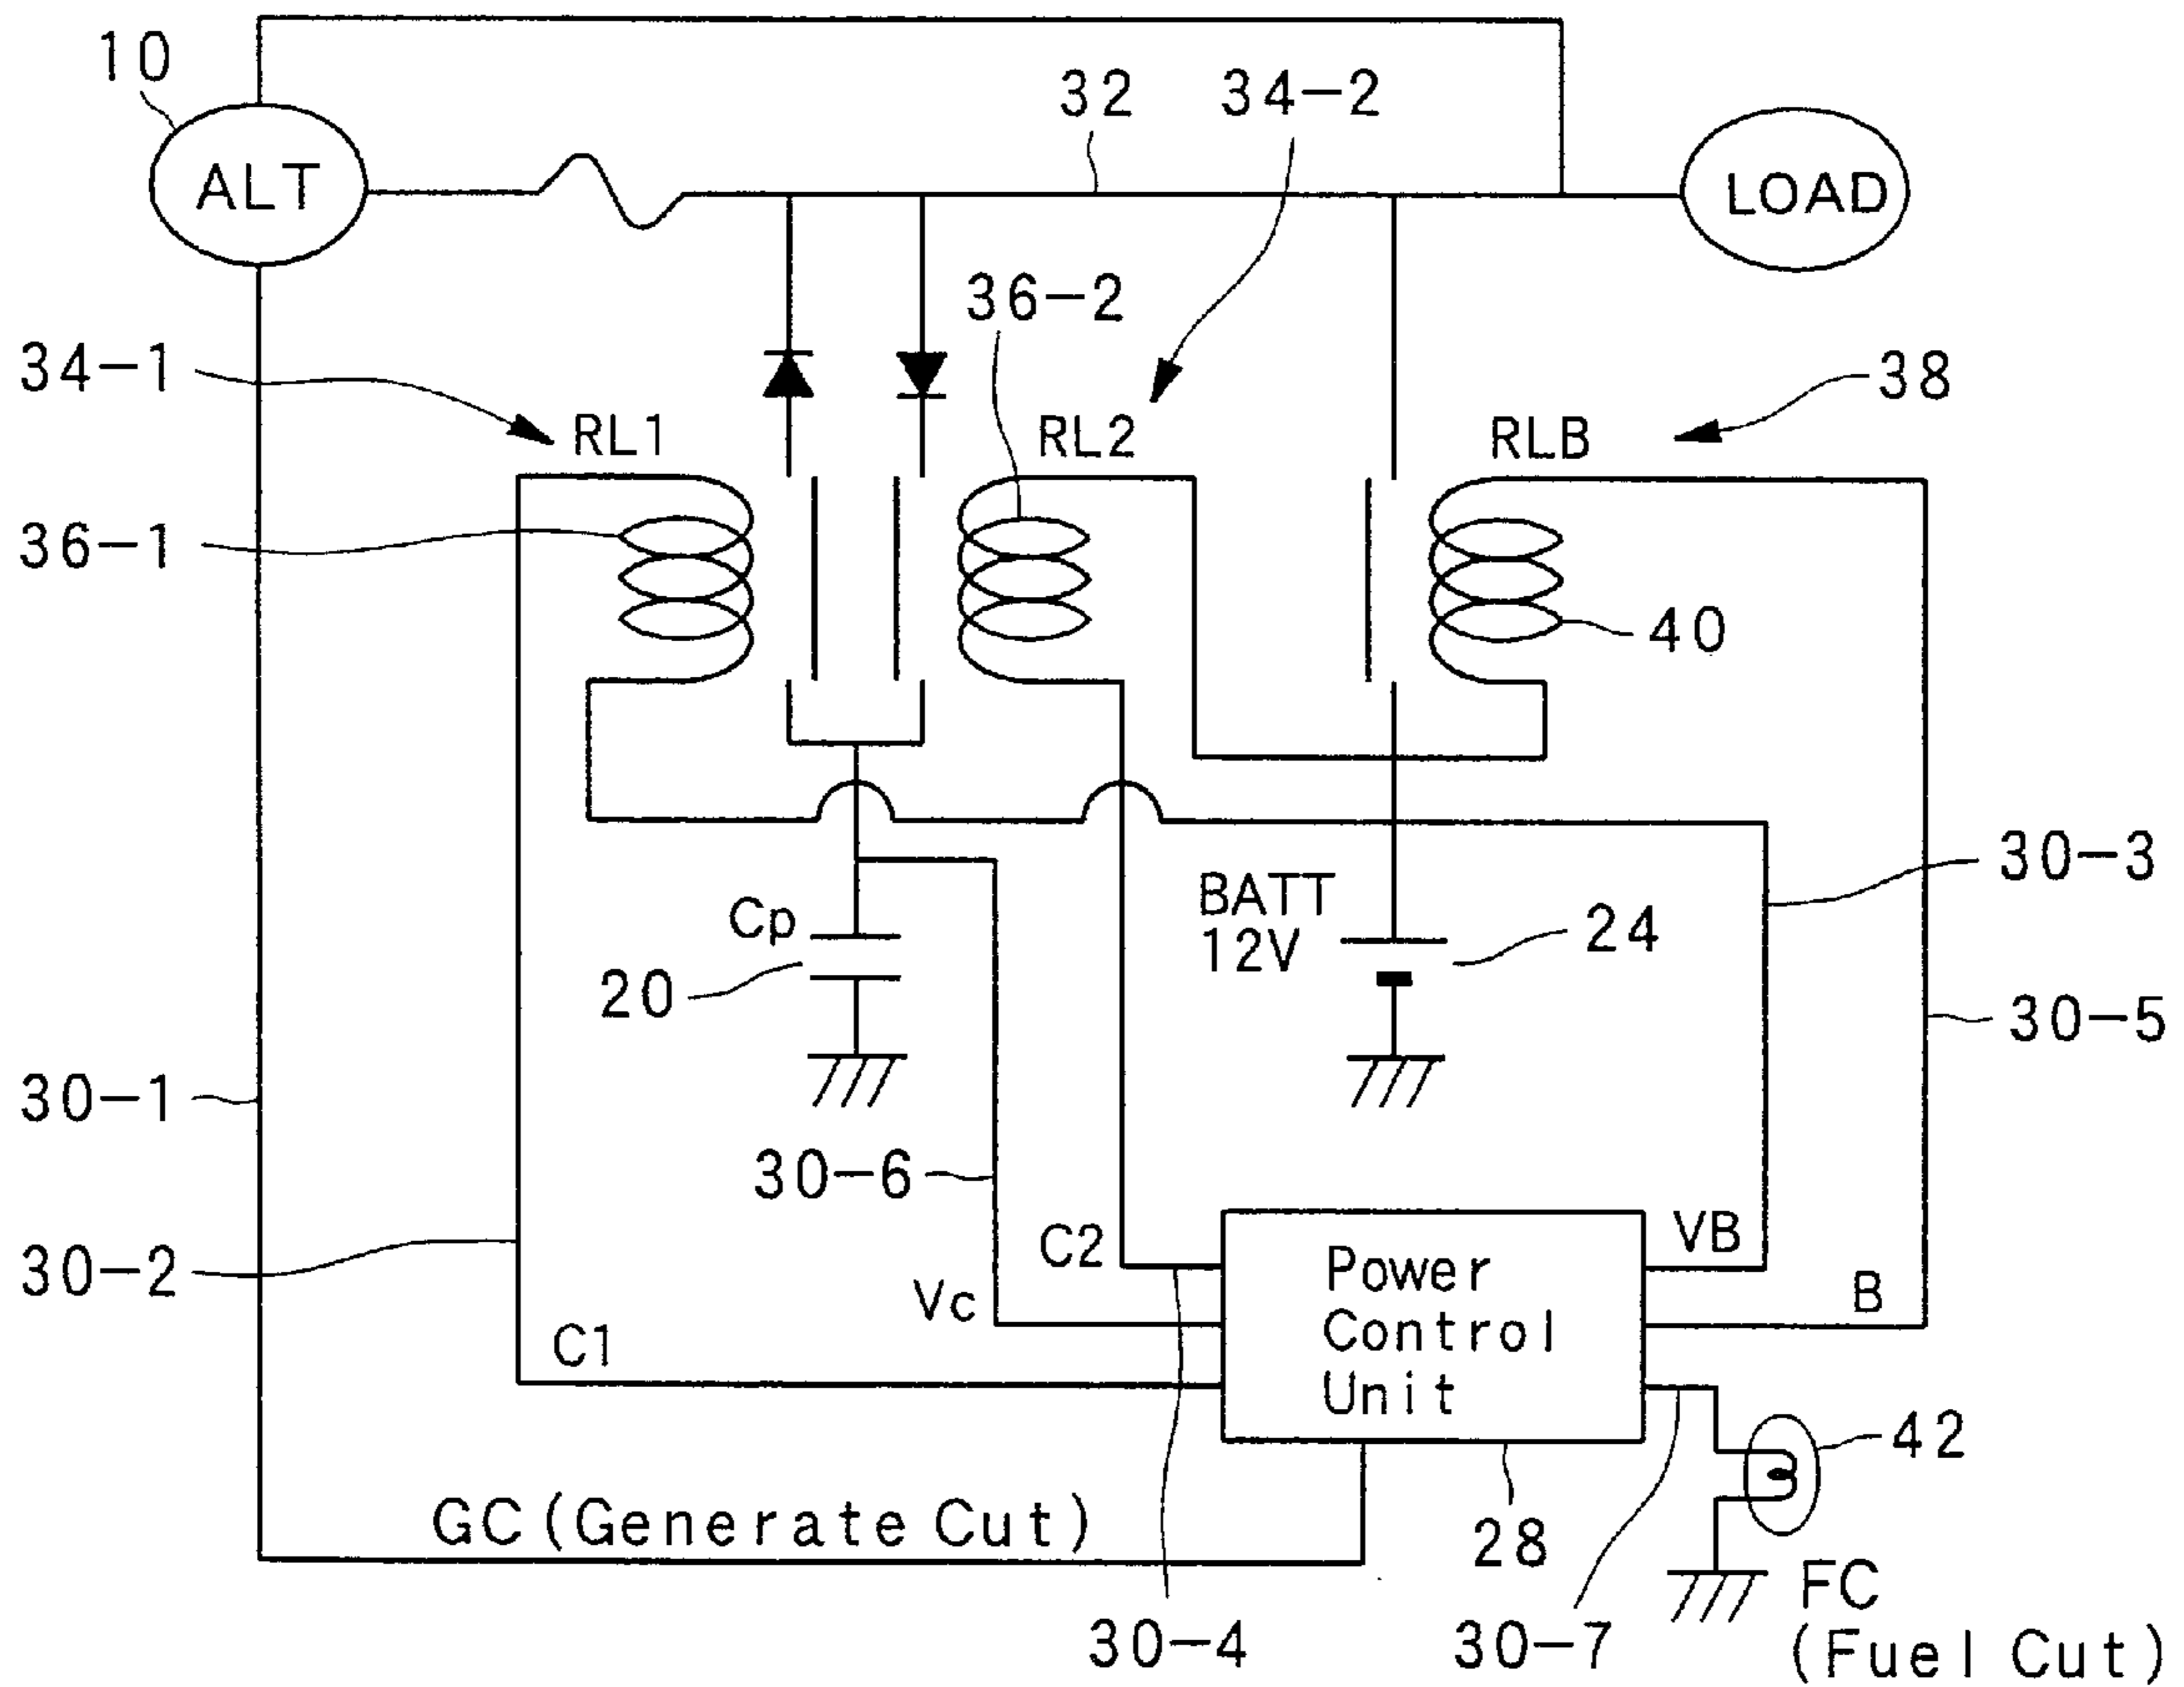 10
ALT
32
34-2
LOAD
36-2
34-1
38
RL1
RL2
RLB
36-1
40
30-3
Cp
BATT
12V
24
20
30-5
30-1
30-6
C2
VB
30-2
Vc
B
C1
Power
Control
Unit
42
GC (Generate Cut)
28
FC
(Fuel Cut)
30-4
30-7